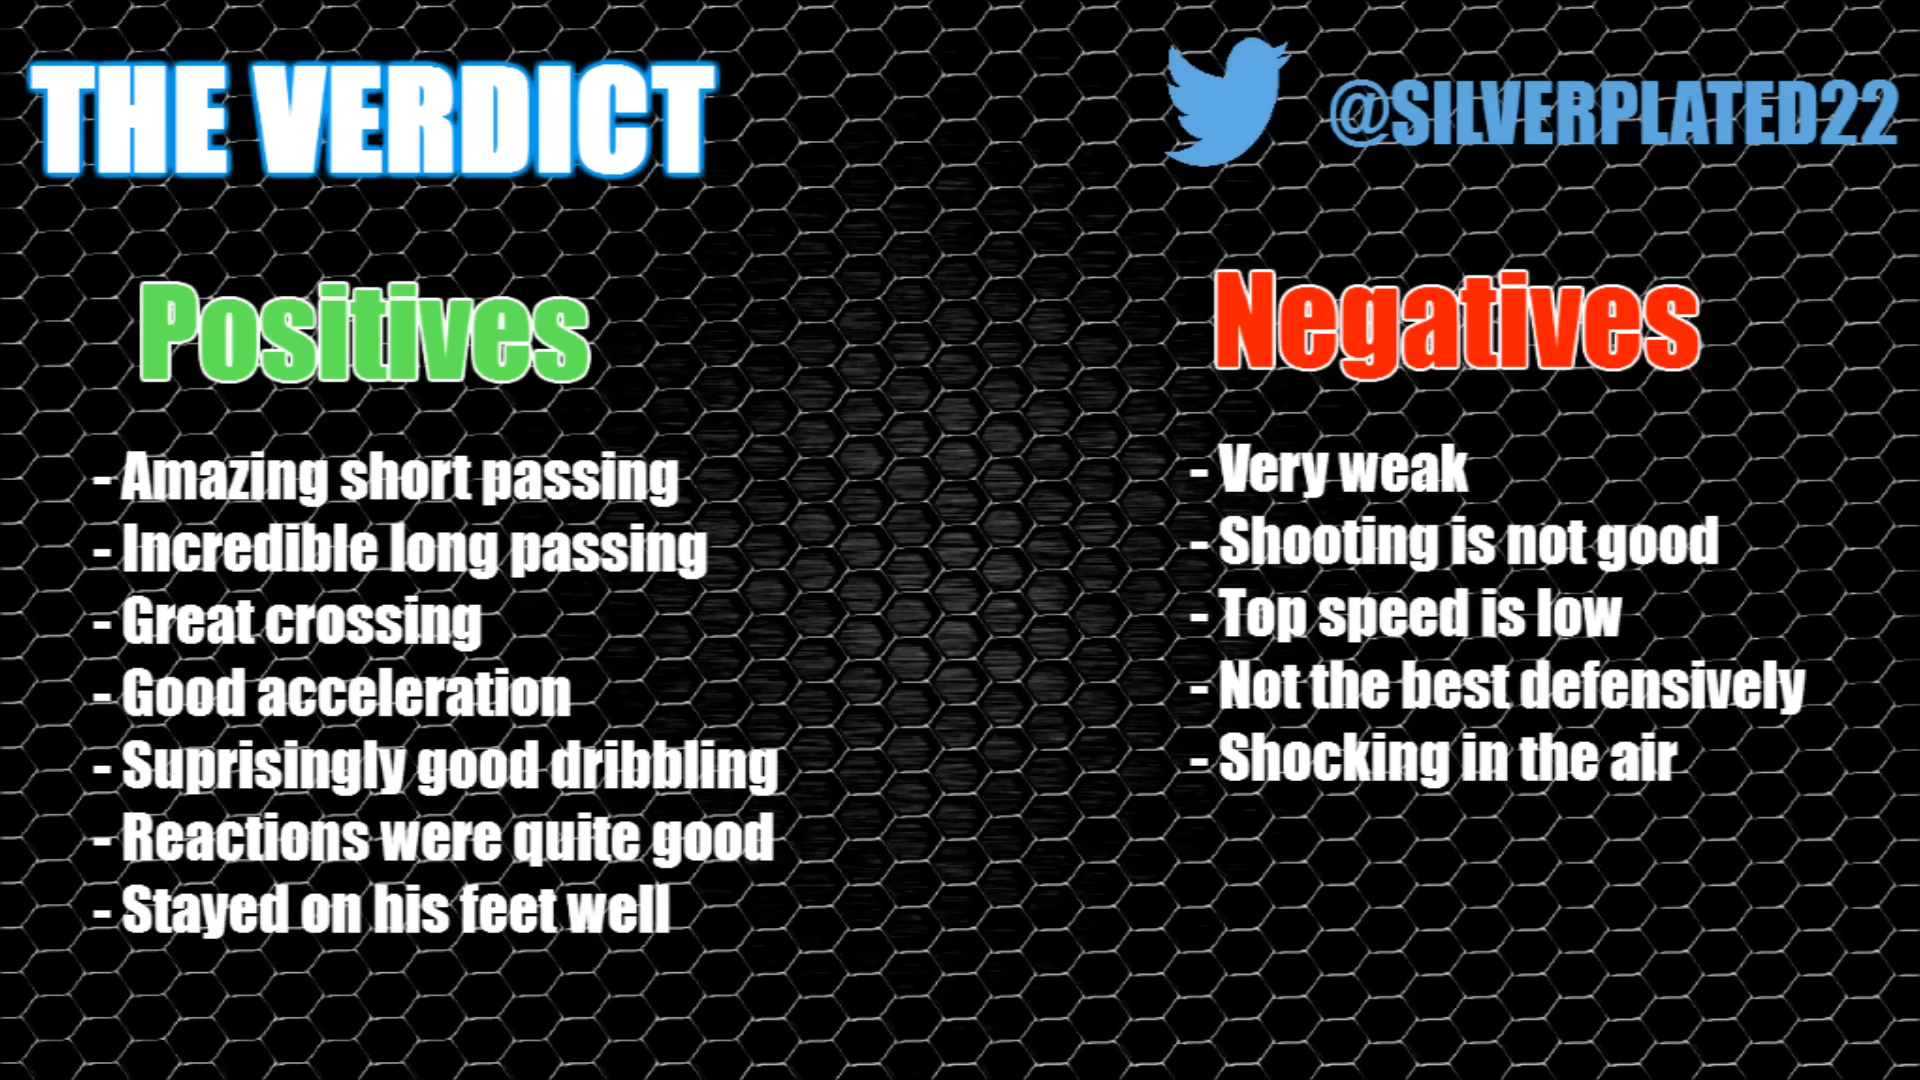 THE VERDICT
@SILVERPLATED22
Positives
- Amazing short passing
- Incredible long passing
- Great crossing
- Good acceleration
- Suprisingly good dribbling
- Reactions were quite good
- Stayed on his feet well
Negatives
- Very weak
- Shooting is not good
- Top speed is low
- Not the best defensively
- Shocking in the air